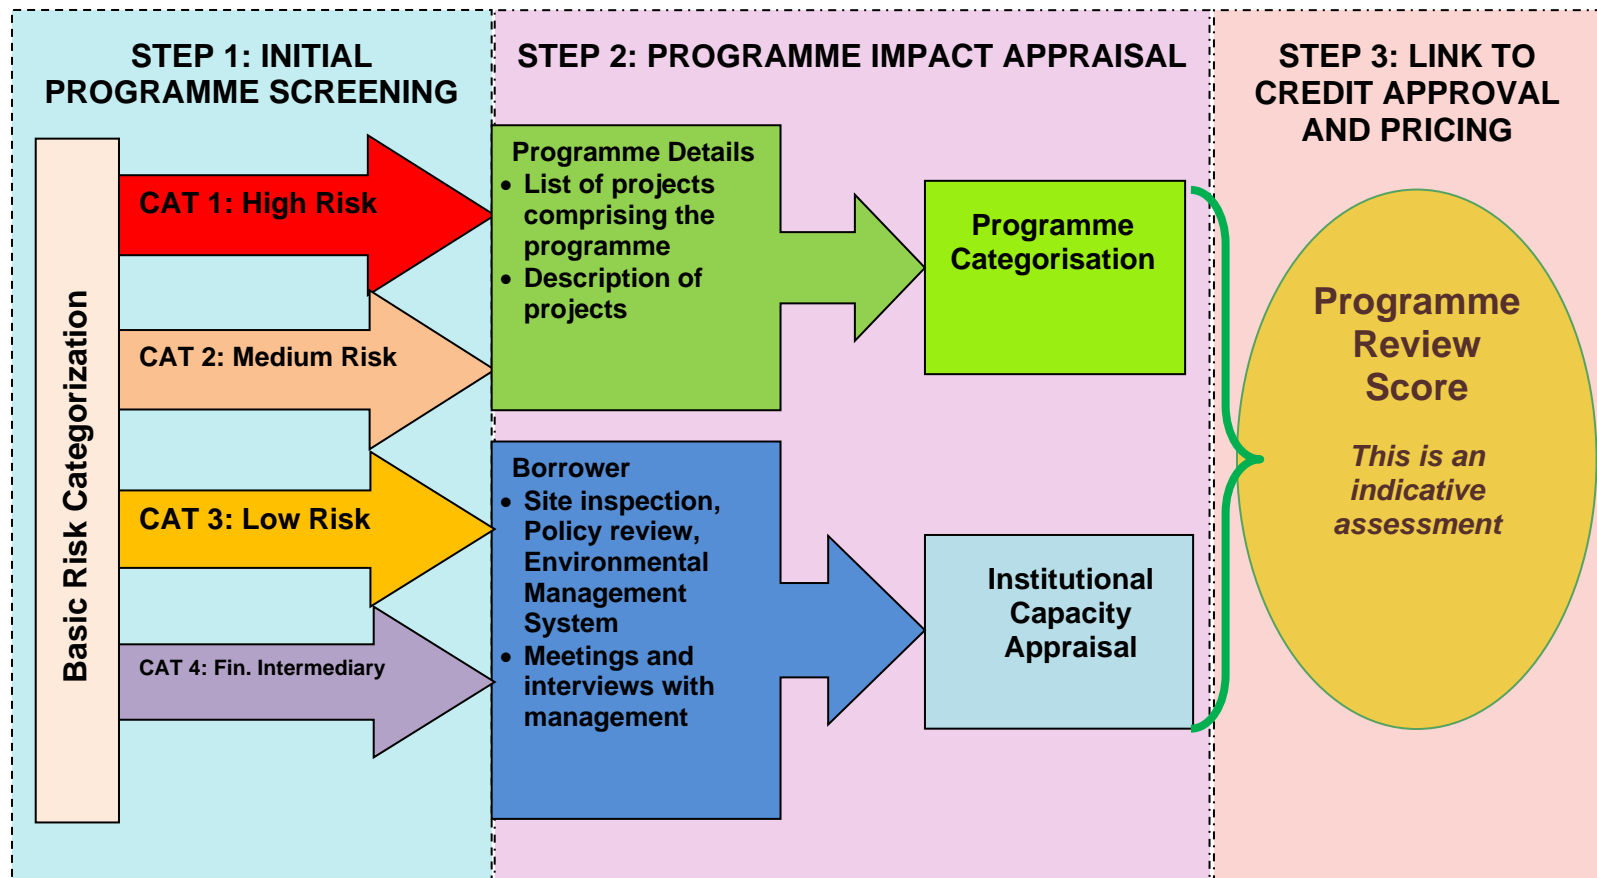 STEP 1: INITIAL
PROGRAMME SCREENING
Basic Risk Categorization
CAT 1: High Risk
CAT 2: Medium Risk
CAT 3: Low Risk
CAT 4: Fin. Intermediary
STEP 2: PROGRAMME IMPACT APPRAISAL
Programme Details
• List of projects
comprising the
programme
• Description of
projects
Programme
Categorisation
Borrower
• Site inspection,
Policy review,
Environmental
Management
System
• Meetings and
interviews with
management
Institutional
Capacity
Appraisal
STEP 3: LINK TO
CREDIT APPROVAL
AND PRICING
Programme
Review
Score
This is an
indicative
assessment